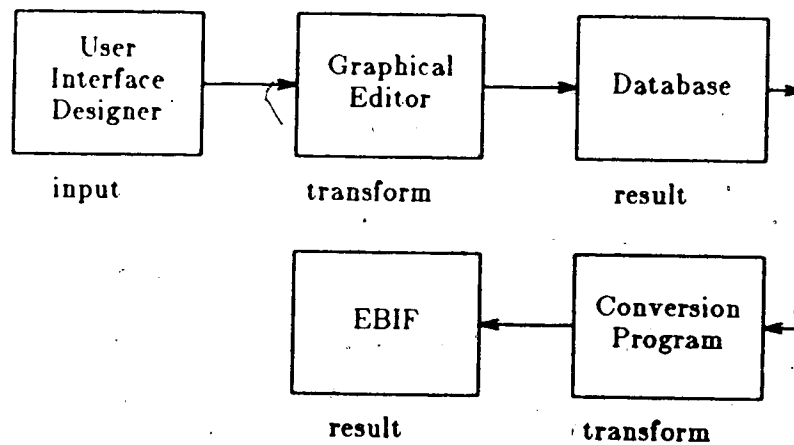 User
Interface
Designer
Graphical
Editor
Database
input
transform
result
EBIF
Conversion
Program
result
transform